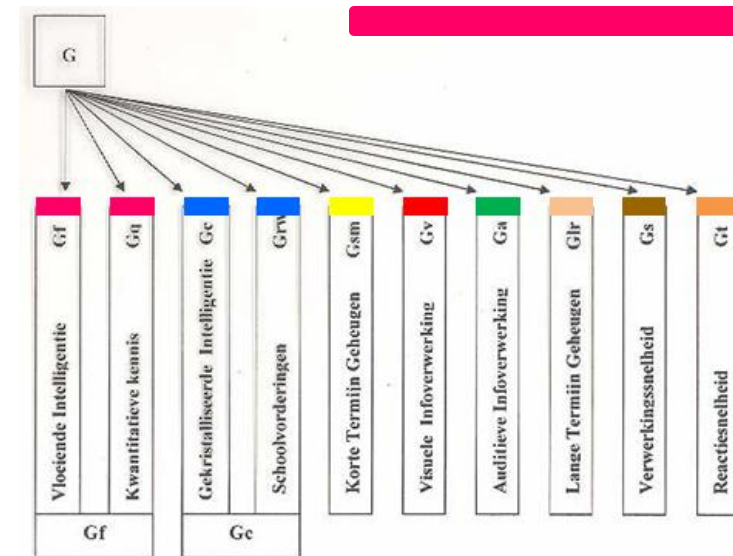 G
Gf
Gq
Gc
Grw
Gsm
Gv
Ga
Glr
Gs
Gt
Vloeiende Intelligentie
Kwantitatieve kennis
Gekristalliseerde Intelligentie
Schoolvorderingen
Korte Termijn Geheugen
Visuele Infoverwerking
Auditieve Infoverwerking
Lange Termijn Geheugen
Verwerkingssnelheid
Reactiesnelheid
Gf
Gc